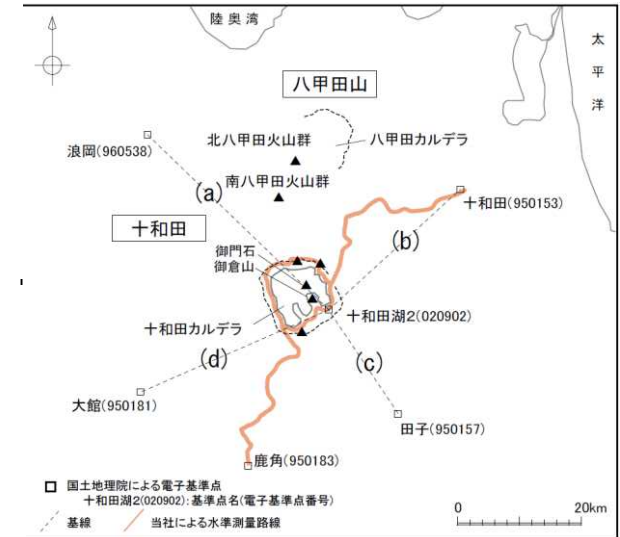 陸奥湾
太平洋
八甲田山
北八甲田火山群
八甲田カルデラ
浪岡(960538)
南八甲田火山群
(a)
十和田(950153)
十和田
(b)
御門石
御倉山
十和田湖2(020902)
十和田カルデラ
(d)
(c)
大館(950181)
田子(950157)
鹿角(950183)
国土地理院による電子基準点
十和田湖2(020902):基準点名(電子基準点番号)
基線
当社による水準測量路線
0
20km